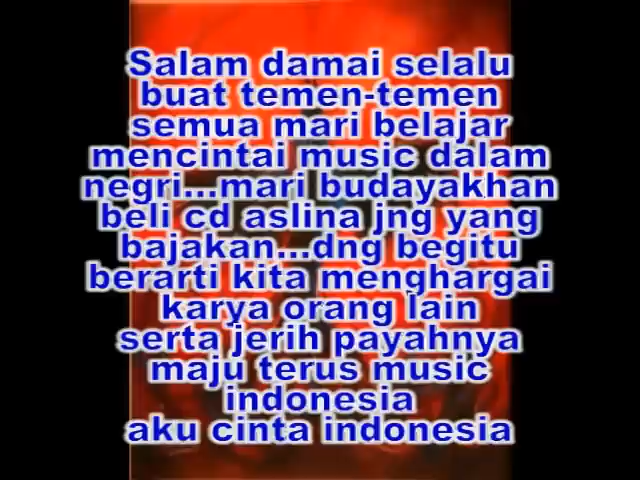 Salam damai selalu
buat temen-temen
semua mari belajar
mencintai music dalam
negri...mari budayakhan
beli cd aslina jng yang
bajakan...dng begitu
berarti kita menghargai
karya orang lain
serta jerih payahnya
maju terus music
indonesia
aku cinta indonesia